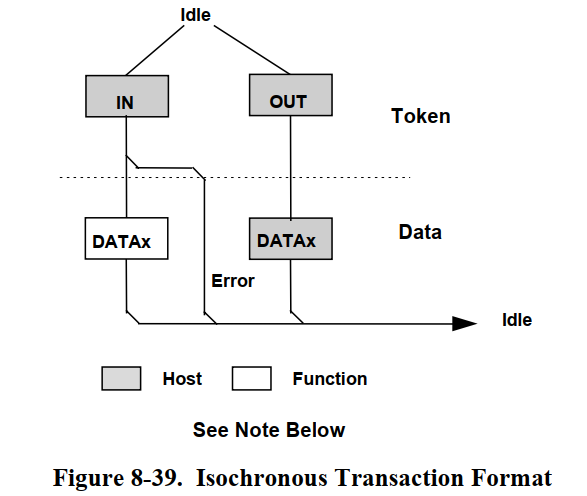 Idle
IN
OUT
Token
DATAx
DATAx
Data
Error
Idle
Host
Function
See Note Below
Figure 8-39. Isochronous Transaction Format